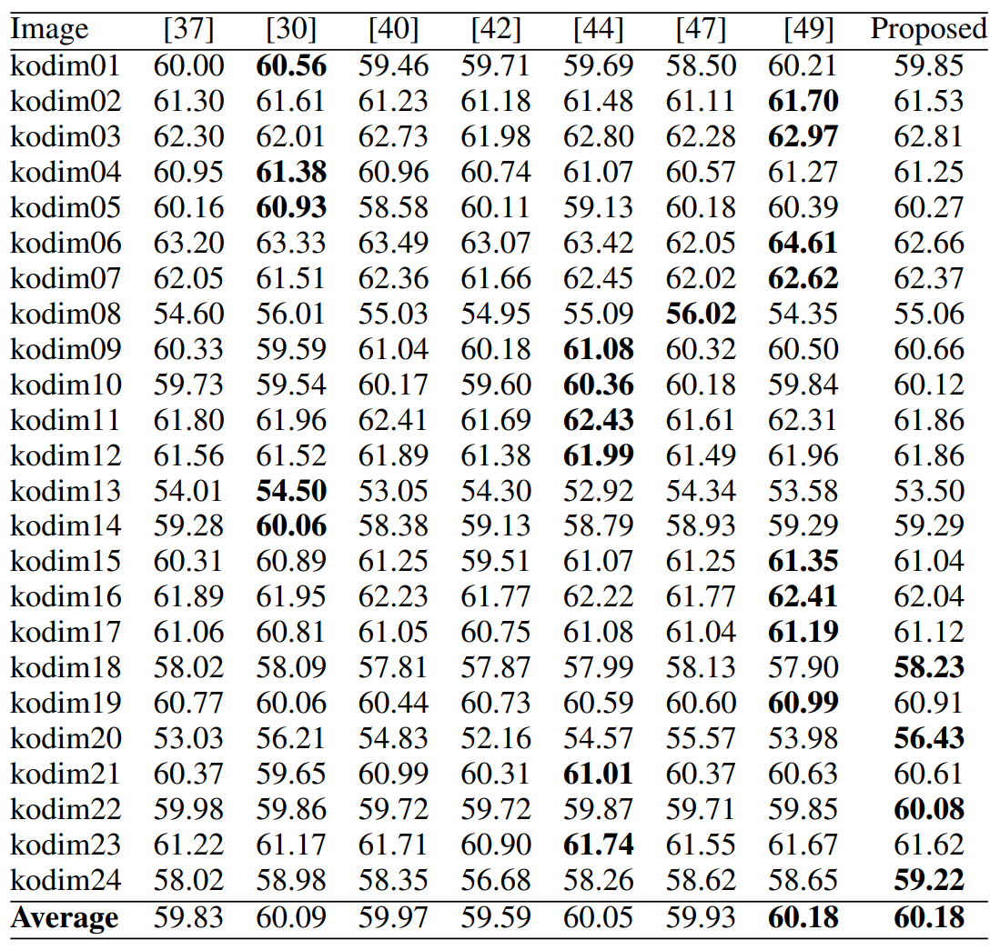 Image [37] [30] [40] [42] [44] [47] [49] Proposed
kodim01 60.00 60.56 59.46 59.71 59.69 58.50 60.21 59.85
kodim02 61.30 61.61 61.23 61.18 61.48 61.11 61.70 61.53
kodim03 62.30 62.01 62.73 61.98 62.80 62.28 62.97 62.81
kodim04 60.95 61.38 60.96 60.74 61.07 60.57 61.27 61.25
kodim05 60.16 60.93 58.58 60.11 59.13 60.18 60.39 60.27
kodim06 63.20 63.33 63.49 63.07 63.42 62.05 64.61 62.66
kodim07 62.05 61.51 62.36 61.66 62.45 62.02 62.62 62.37
kodim08 54.60 56.01 55.03 54.95 55.09 56.02 54.35 55.06
kodim09 60.33 59.59 61.04 60.18 61.08 60.32 60.50 60.66
kodim10 59.73 59.54 60.17 59.60 60.36 60.18 59.84 60.12
kodim11 61.80 61.96 62.41 61.69 62.43 61.61 62.31 61.86
kodim12 61.56 61.52 61.89 61.38 61.99 61.49 61.96 61.86
kodim13 54.01 54.50 53.05 54.30 52.92 54.34 53.58 53.50
kodim14 59.28 60.06 58.38 59.13 58.79 58.93 59.29 59.29
kodim15 60.31 60.89 61.25 59.51 61.07 61.25 61.35 61.04
kodim16 61.89 61.95 62.23 61.77 62.22 61.77 62.41 62.04
kodim17 61.06 60.81 61.05 60.75 61.08 61.04 61.19 61.12
kodim18 58.02 58.09 57.81 57.87 57.99 58.13 57.90 58.23
kodim19 60.77 60.06 60.44 60.73 60.59 60.60 60.99 60.91
kodim20 53.03 56.21 54.83 52.16 54.57 55.57 53.98 56.43
kodim21 60.37 59.65 60.99 60.31 61.01 60.37 60.63 60.61
kodim22 59.98 59.86 59.72 59.72 59.87 59.71 59.85 60.08
kodim23 61.22 61.17 61.71 60.90 61.74 61.55 61.67 61.62
kodim24 58.02 58.98 58.35 56.68 58.26 58.62 58.65 59.22
Average 59.83 60.09 59.97 59.59 60.05 59.93 60.18 60.18